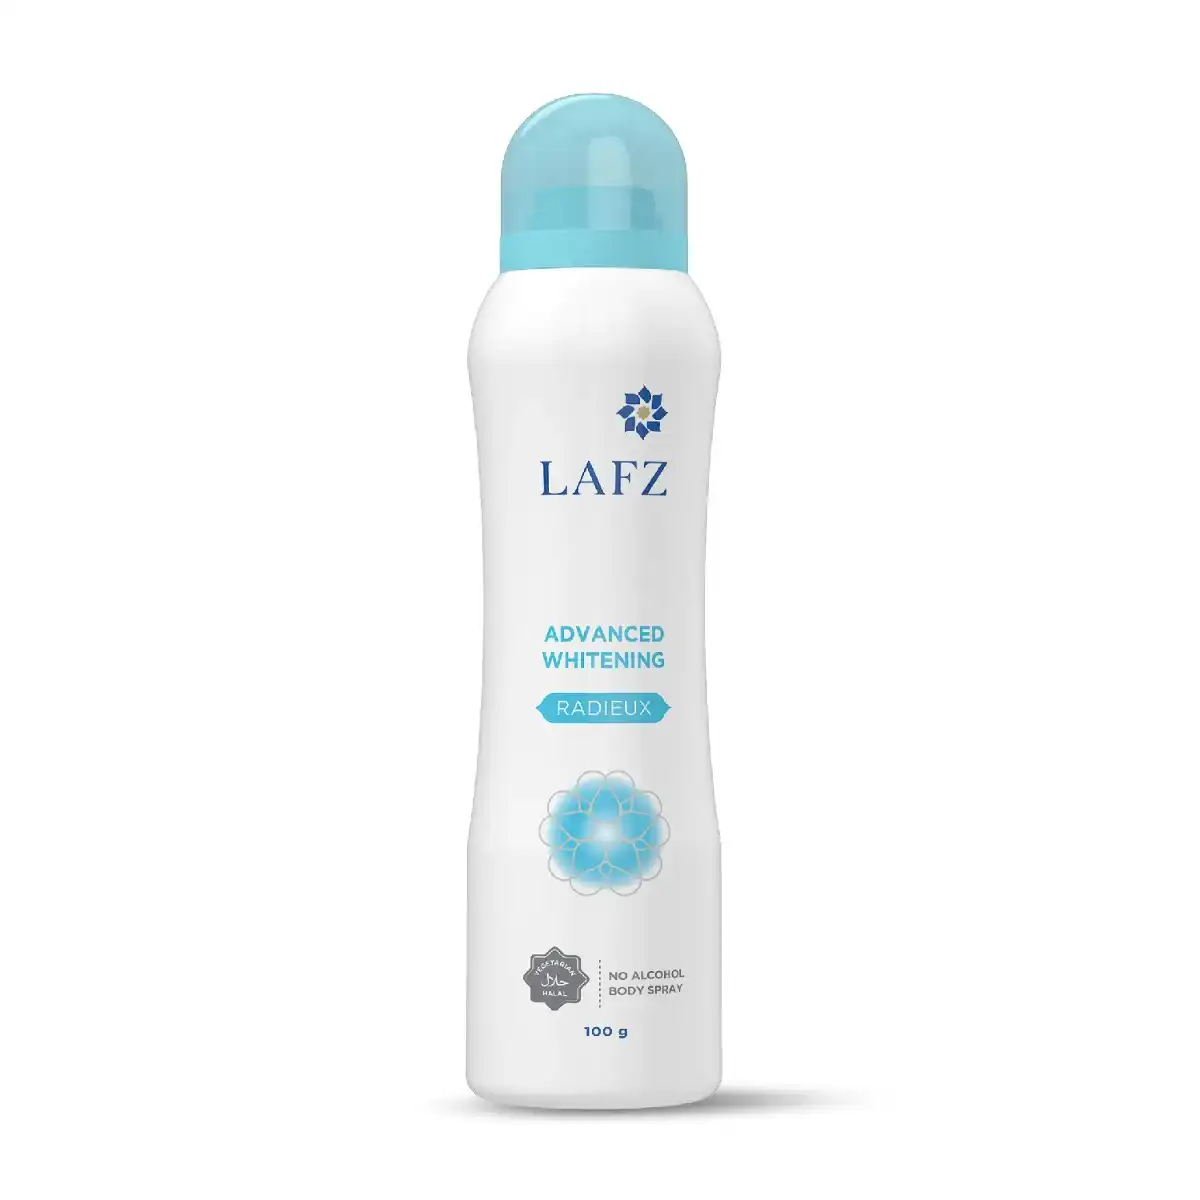 LAFZ
ADVANCED
WHITENING
RADIEUX
VEGETARIAN
حلال
HALAL
NO ALCOHOL
BODY SPRAY
100 g